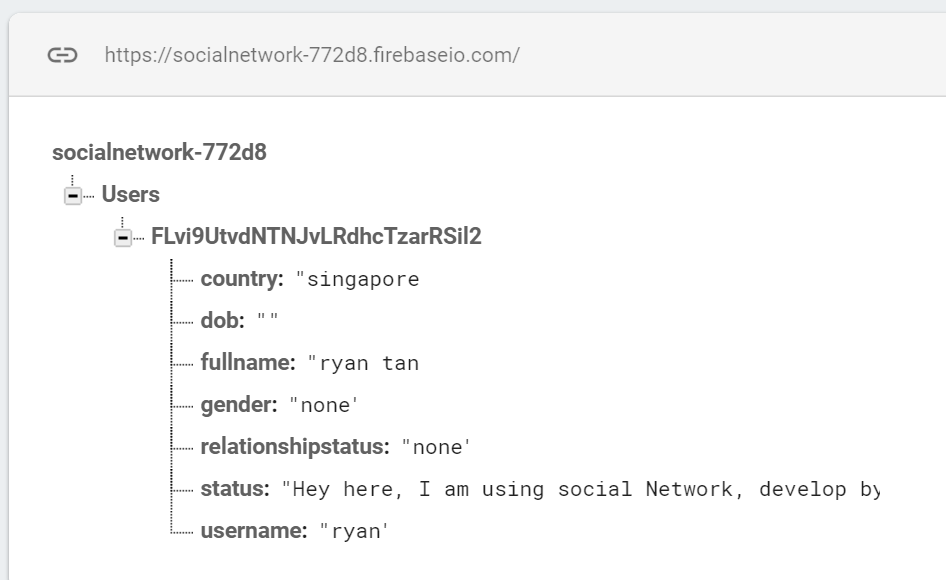 https://socialnetwork-772d8.firebaseio.com/
socialnetwork-772d8
Users
FLvi9UtvdNTNJvLRdhcTzarRSil2
country: "singapore
dob: ""
fullname: "ryan tan
gender: "none'
relationshipstatus: "none'
status: "Hey here, I am using social Network, develop by
username: "ryan'